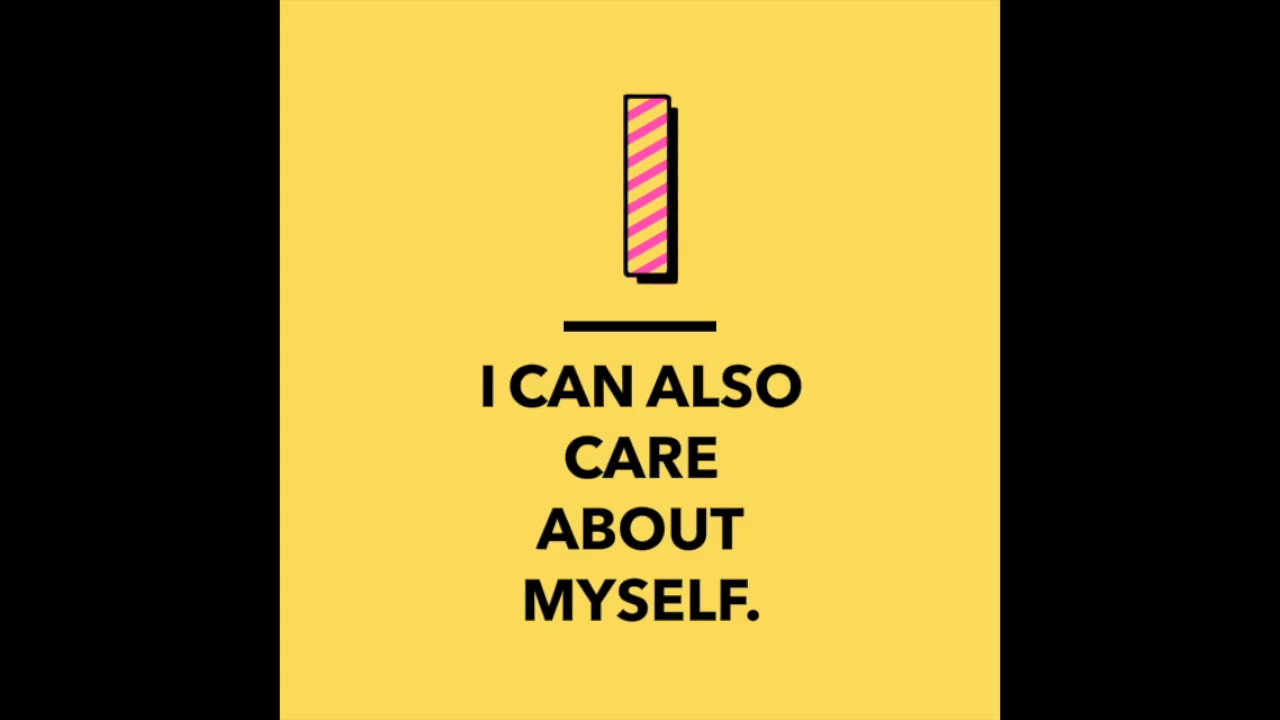 I
I CAN ALSO
CARE
ABOUT
MYSELF.